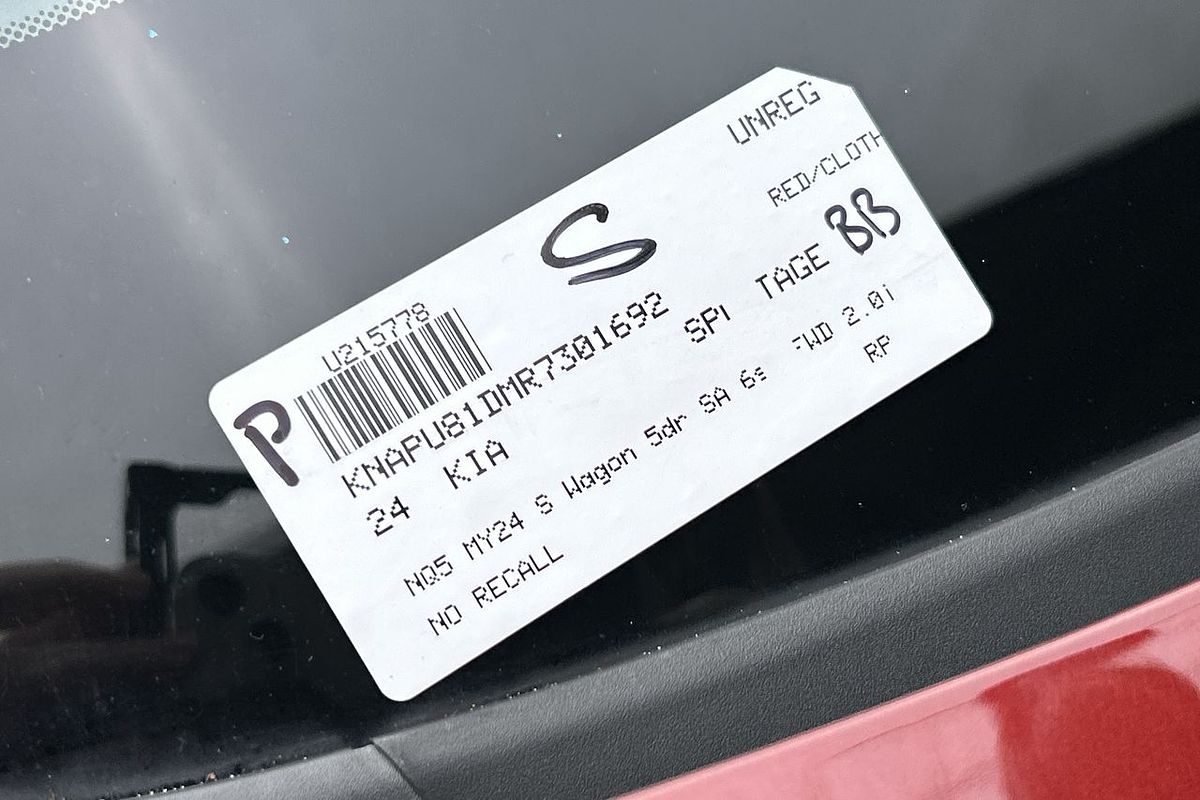 UNREG
RED/CLOTH
S
BB
U215778
P
KNAPU81DMR7301692
24 KIA SPI TAGE
NQ5 MY24 S Wagon 5dr SA 6s FWD 2.0i
NO RECALL RP